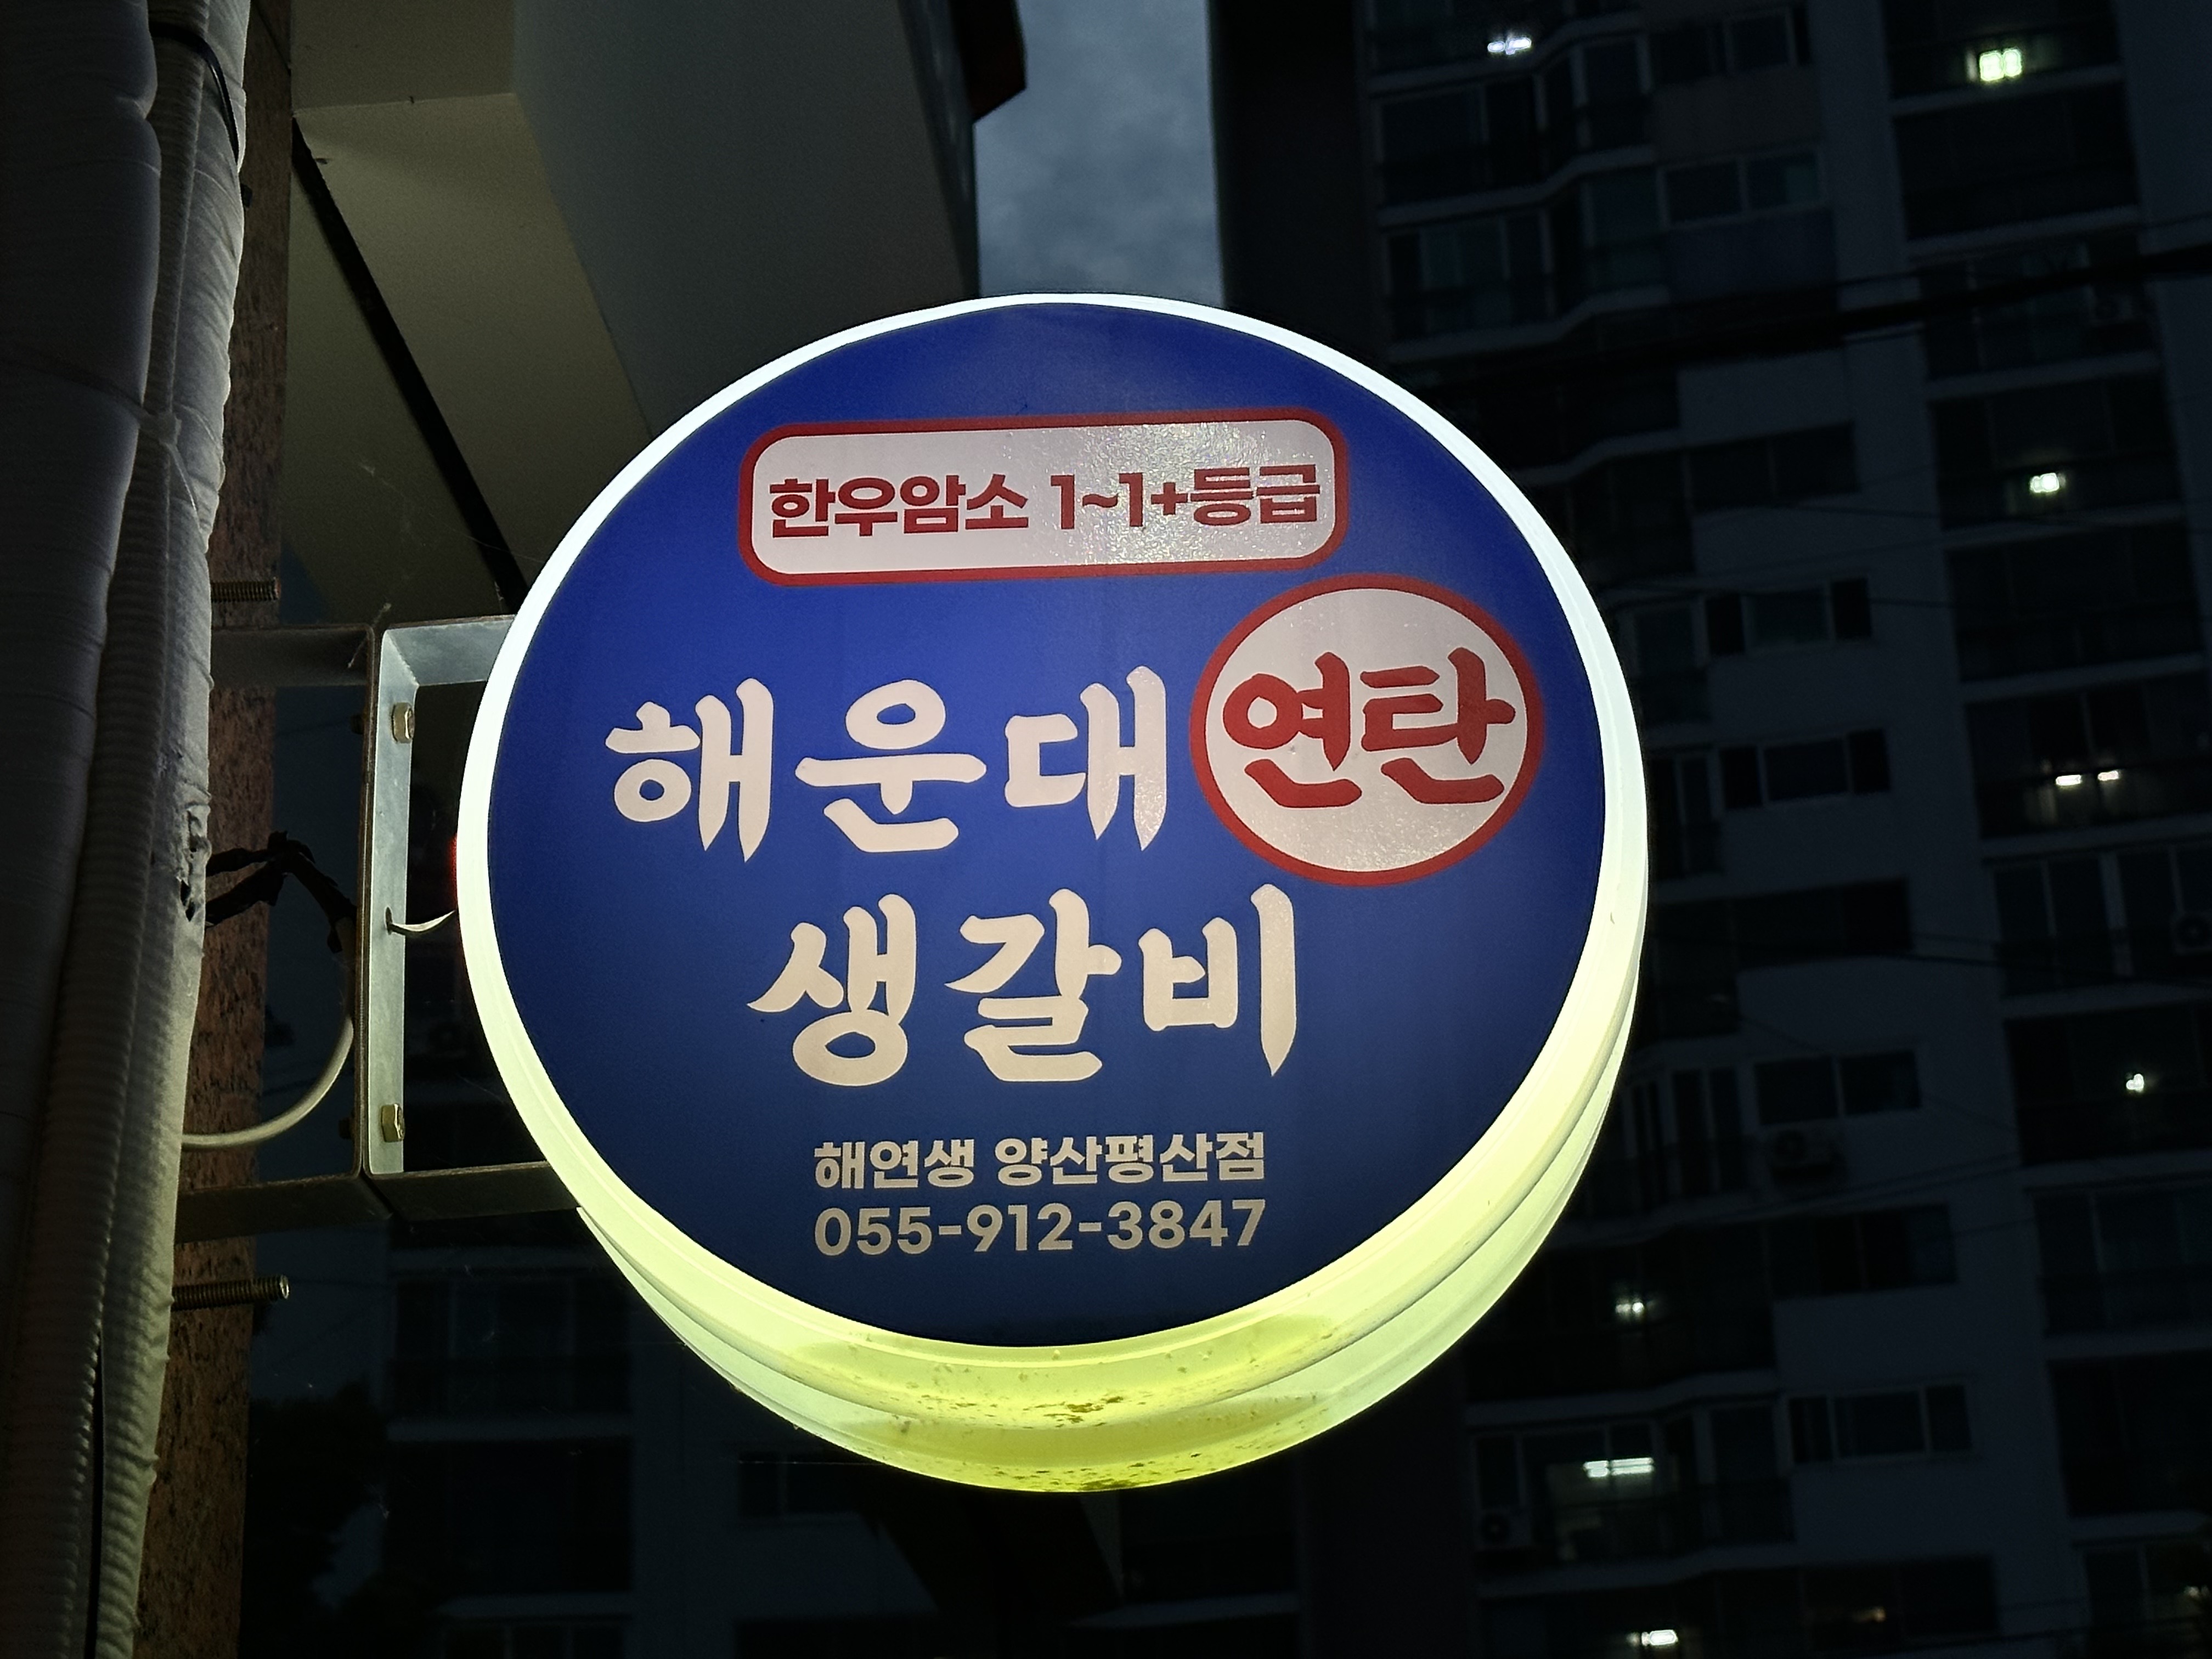 한우암소 1~1+등급
해운대 연탄
생갈비
해연생 양산평산점
055-912-3847